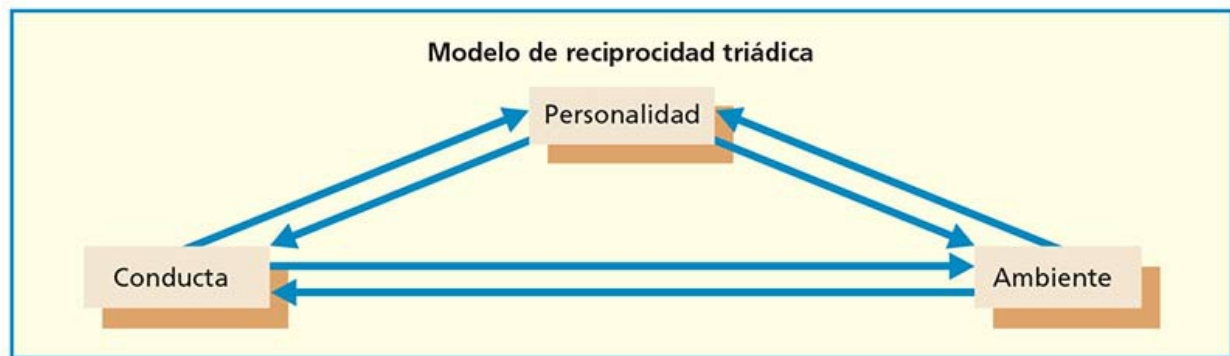 Modelo de reciprocidad triádica
Personalidad
Conducta
Ambiente